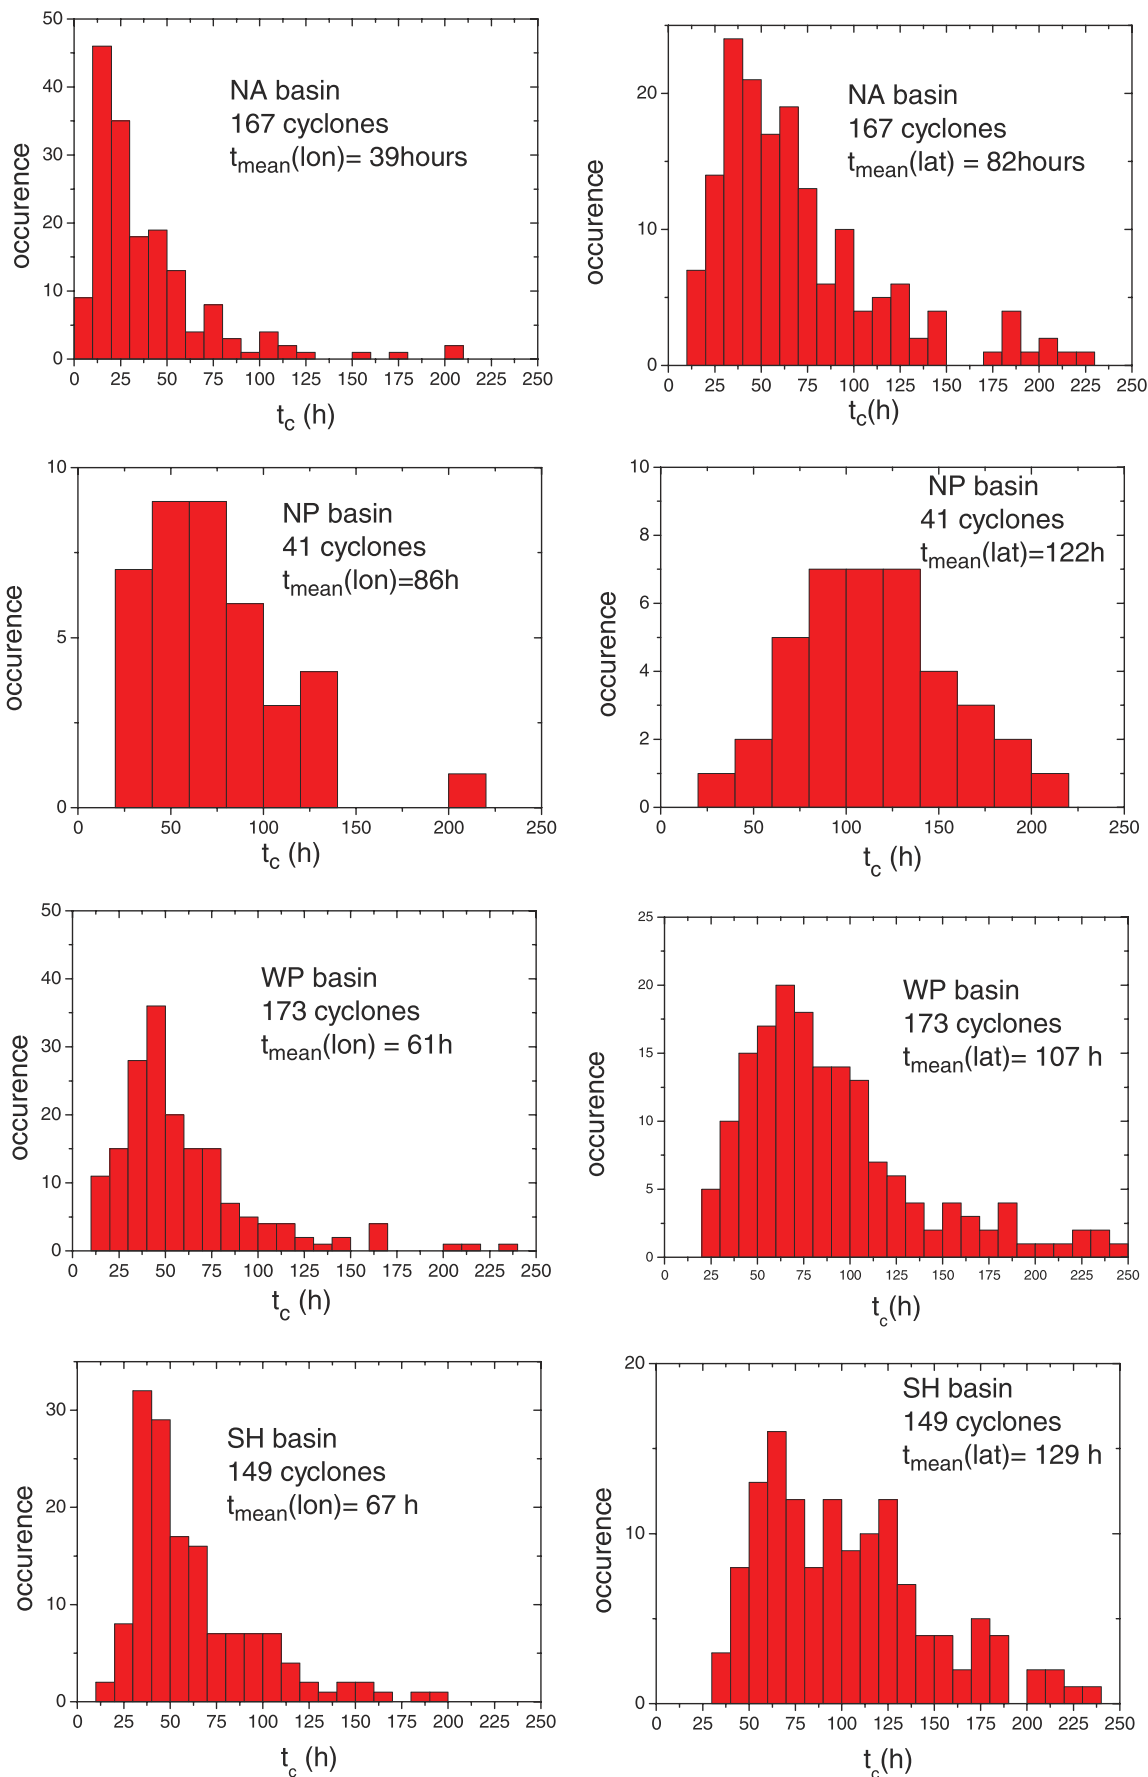 50
40
30
20
10
0
occurence
NA basin
167 cyclones
tmean(lon)= 39hours
0 25 50 75 100 125 150 175 200 225 250
tc (h)
20
10
0
occurence
NA basin
167 cyclones
tmean(lat) = 82hours
0 25 50 75 100 125 150 175 200 225 250
tc(h)
10
5
0
occurence
NP basin
41 cyclones
tmean(lon)=86h
0 50 100 150 200 250
tc (h)
10
8
6
4
2
0
occurence
NP basin
41 cyclones
tmean(lat)=122h
0 50 100 150 200 250
tc (h)
50
40
30
20
10
0
occurence
WP basin
173 cyclones
tmean(lon) = 61h
0 25 50 75 100 125 150 175 200 225 250
tc (h)
25
20
15
10
5
0
occurence
WP basin
173 cyclones
tmean(lat)= 107 h
0 25 50 75 100 125 150 175 200 225 250
tc(h)
30
20
10
0
occurence
SH basin
149 cyclones
tmean(lon)= 67 h
0 25 50 75 100 125 150 175 200 225 250
tc (h)
20
10
0
occurence
SH basin
149 cyclones
tmean(lat)= 129 h
0 25 50 75 100 125 150 175 200 225 250
tc(h)